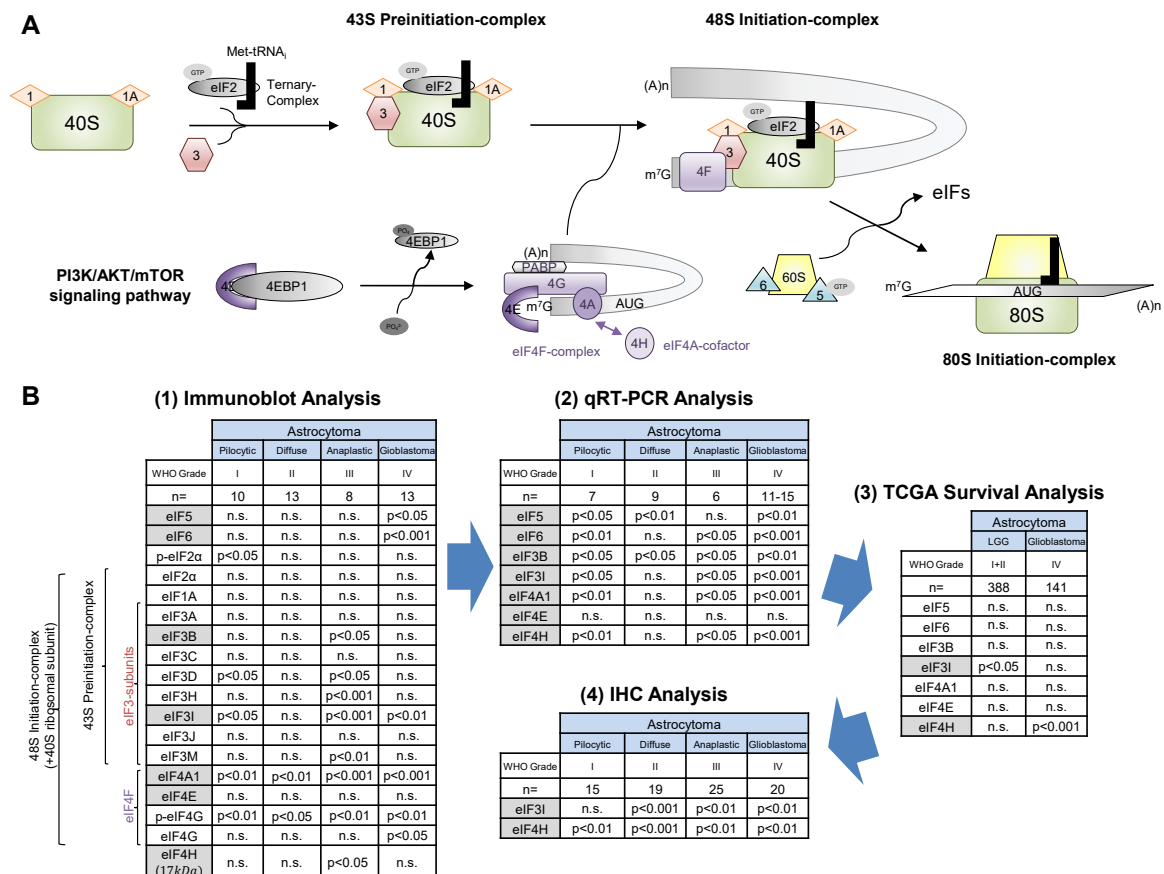 A
43S Preinitiation-complex
48S Initiation-complex
Met-tRNAi
GTP
eIF2
Ternary-
Complex
1
1A
40S
3
GTP
1
eIF2
1A
3
40S
(A)n
GTP
1
eIF2
1A
3
40S
4F
m7G
eIFs
PI3K/AKT/mTOR
signaling pathway
4EBP1
PO4
4EBP1
PO4
(A)n
PABP
4G
4E
m7G
4A
AUG
4H
eIF4F-complex
eIF4A-cofactor
60S
6
5
GTP
m7G
AUG
(A)n
80S
80S Initiation-complex
B
(1) Immunoblot Analysis
Astrocytoma
Pilocytic Diffuse Anaplastic Gioblastoma
WHO Grade I II III IV
n= 10 13 8 13
eIF5 n.s. n.s. n.s. p<0.05
eIF6 n.s. n.s. n.s. p<0.001
p-eIF2α p<0.05 n.s. n.s. n.s.
eIF2α n.s. n.s. n.s. n.s.
eIF1A n.s. n.s. n.s. n.s.
eIF3A n.s. n.s. n.s. n.s.
eIF3B n.s. n.s. p<0.05 n.s.
eIF3C n.s. n.s. n.s. n.s.
eIF3D p<0.05 n.s. p<0.05 n.s.
eIF3H n.s. n.s. p<0.001 n.s.
eIF3I p<0.05 n.s. p<0.001 p<0.01
eIF3J n.s. n.s. n.s. n.s.
eIF3M n.s. n.s. p<0.01 n.s.
eIF4A1 p<0.01 p<0.01 p<0.001 p<0.001
eIF4E n.s. n.s. n.s. n.s.
p-eIF4G p<0.01 p<0.05 p<0.01 p<0.01
eIF4G n.s. n.s. n.s. p<0.05
eIF4H
(17kDa) n.s. n.s. p<0.05 n.s.
48S Initiation-complex
(+40S ribosomal subunit)
43S Preinitiation-complex
eIF3-subunits
eIF4F
(2) qRT-PCR Analysis
Astrocytoma
Pilocytic Diffuse Anaplastic Glioblastoma
WHO Grade I II III IV
n= 7 9 6 11-15
eIF5 p<0.05 p<0.01 n.s. p<0.01
eIF6 p<0.01 n.s. p<0.05 p<0.001
eIF3B p<0.05 p<0.05 p<0.05 p<0.01
eIF3I p<0.05 n.s. p<0.05 p<0.001
eIF4A1 p<0.01 n.s. p<0.05 p<0.001
eIF4E n.s. n.s. n.s. n.s.
eIF4H p<0.01 n.s. p<0.05 p<0.001
(3) TCGA Survival Analysis
Astrocytoma
LGG Glioblastoma
WHO Grade I+II IV
n= 388 141
eIF5 n.s. n.s.
eIF6 n.s. n.s.
eIF3B n.s. n.s.
eIF3I p<0.05 n.s.
eIF4A1 n.s. n.s.
eIF4E n.s. n.s.
eIF4H n.s. p<0.001
(4) IHC Analysis
Astrocytoma
Pilocytic Diffuse Anaplastic Glioblastoma
WHO Grade I II III IV
n= 15 19 25 20
eIF3I n.s. p<0.001 p<0.01 p<0.01
eIF4H p<0.01 p<0.001 p<0.01 p<0.01